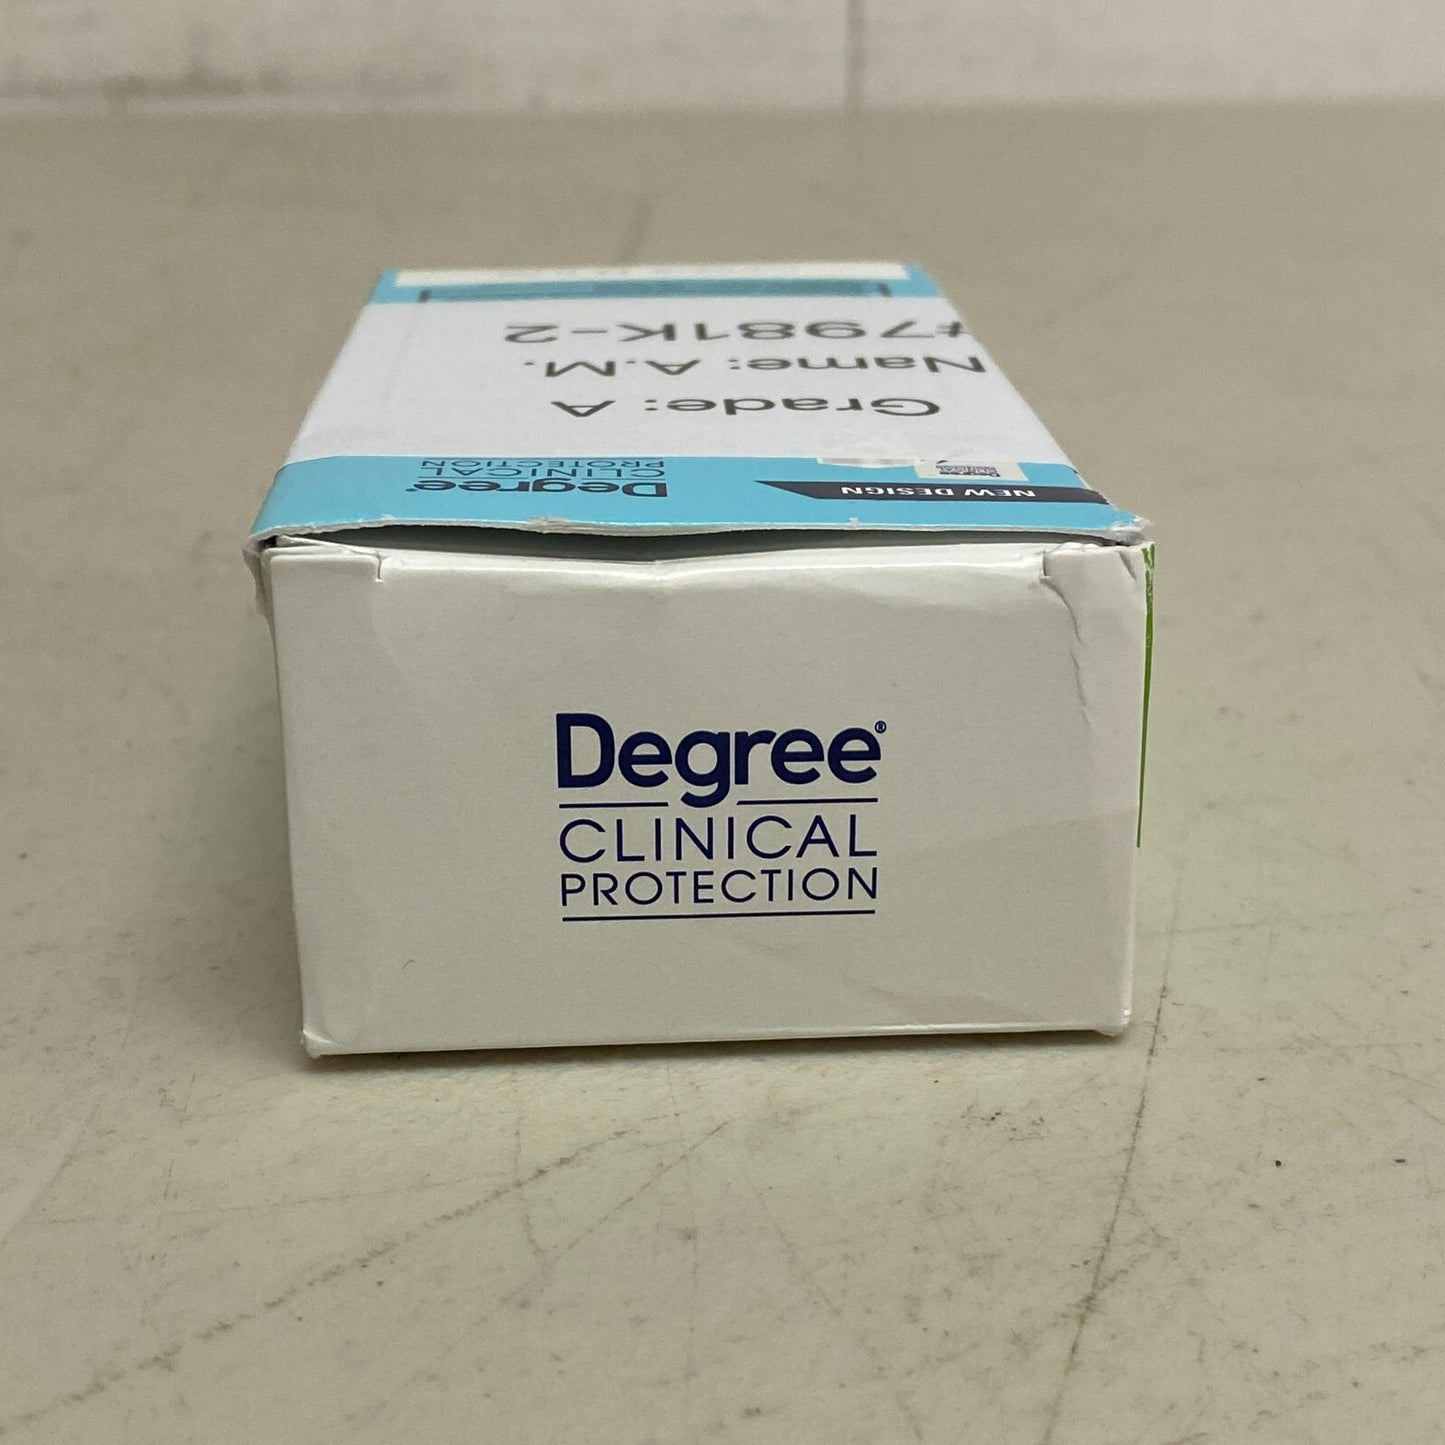 #7981K-2
Name: A.M.
Grade: A
Degree®
CLINICAL
PROTECTION
NEW DESIGN
Degree®
CLINICAL
PROTECTION